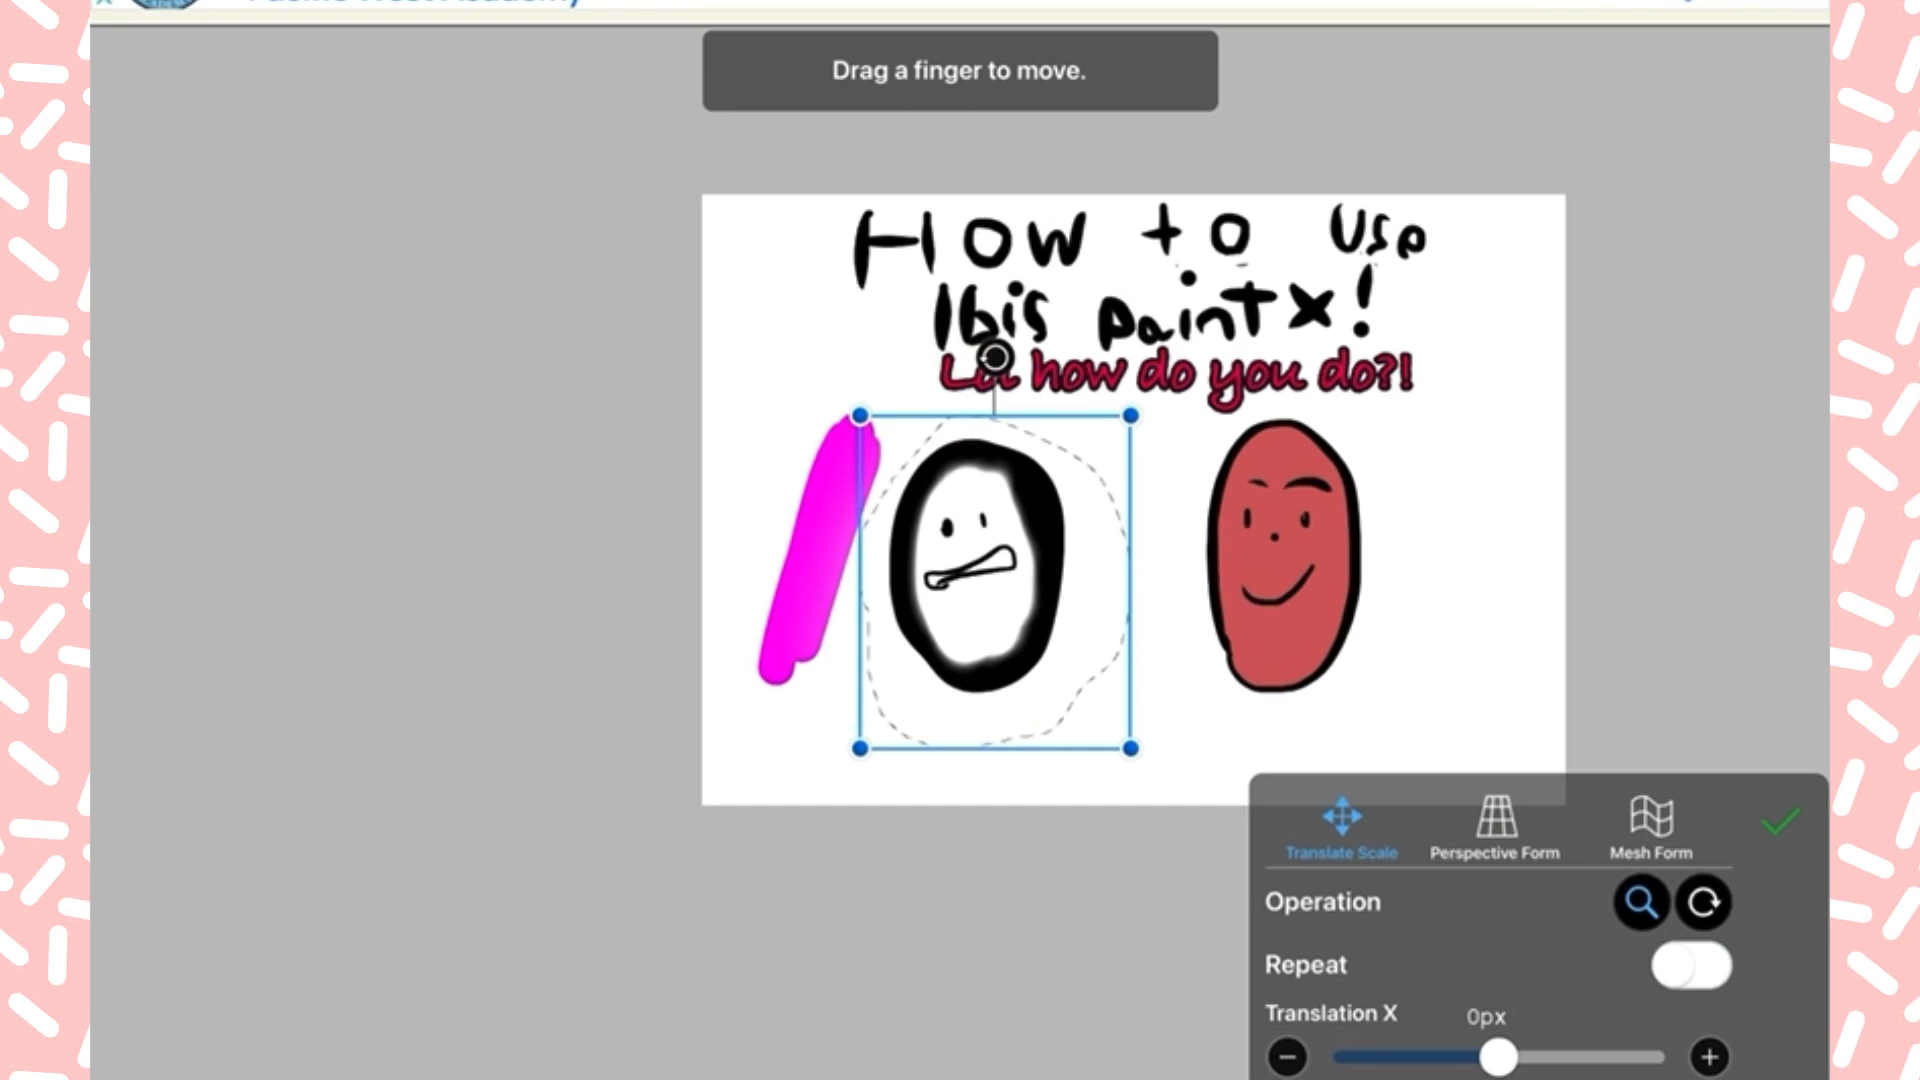 Drag a finger to move.
How to Use
Ibis paint x!
Lol how do you do?!
Translate Scale
Perspective Form
Mesh Form
Operation
Repeat
Translation X
0px